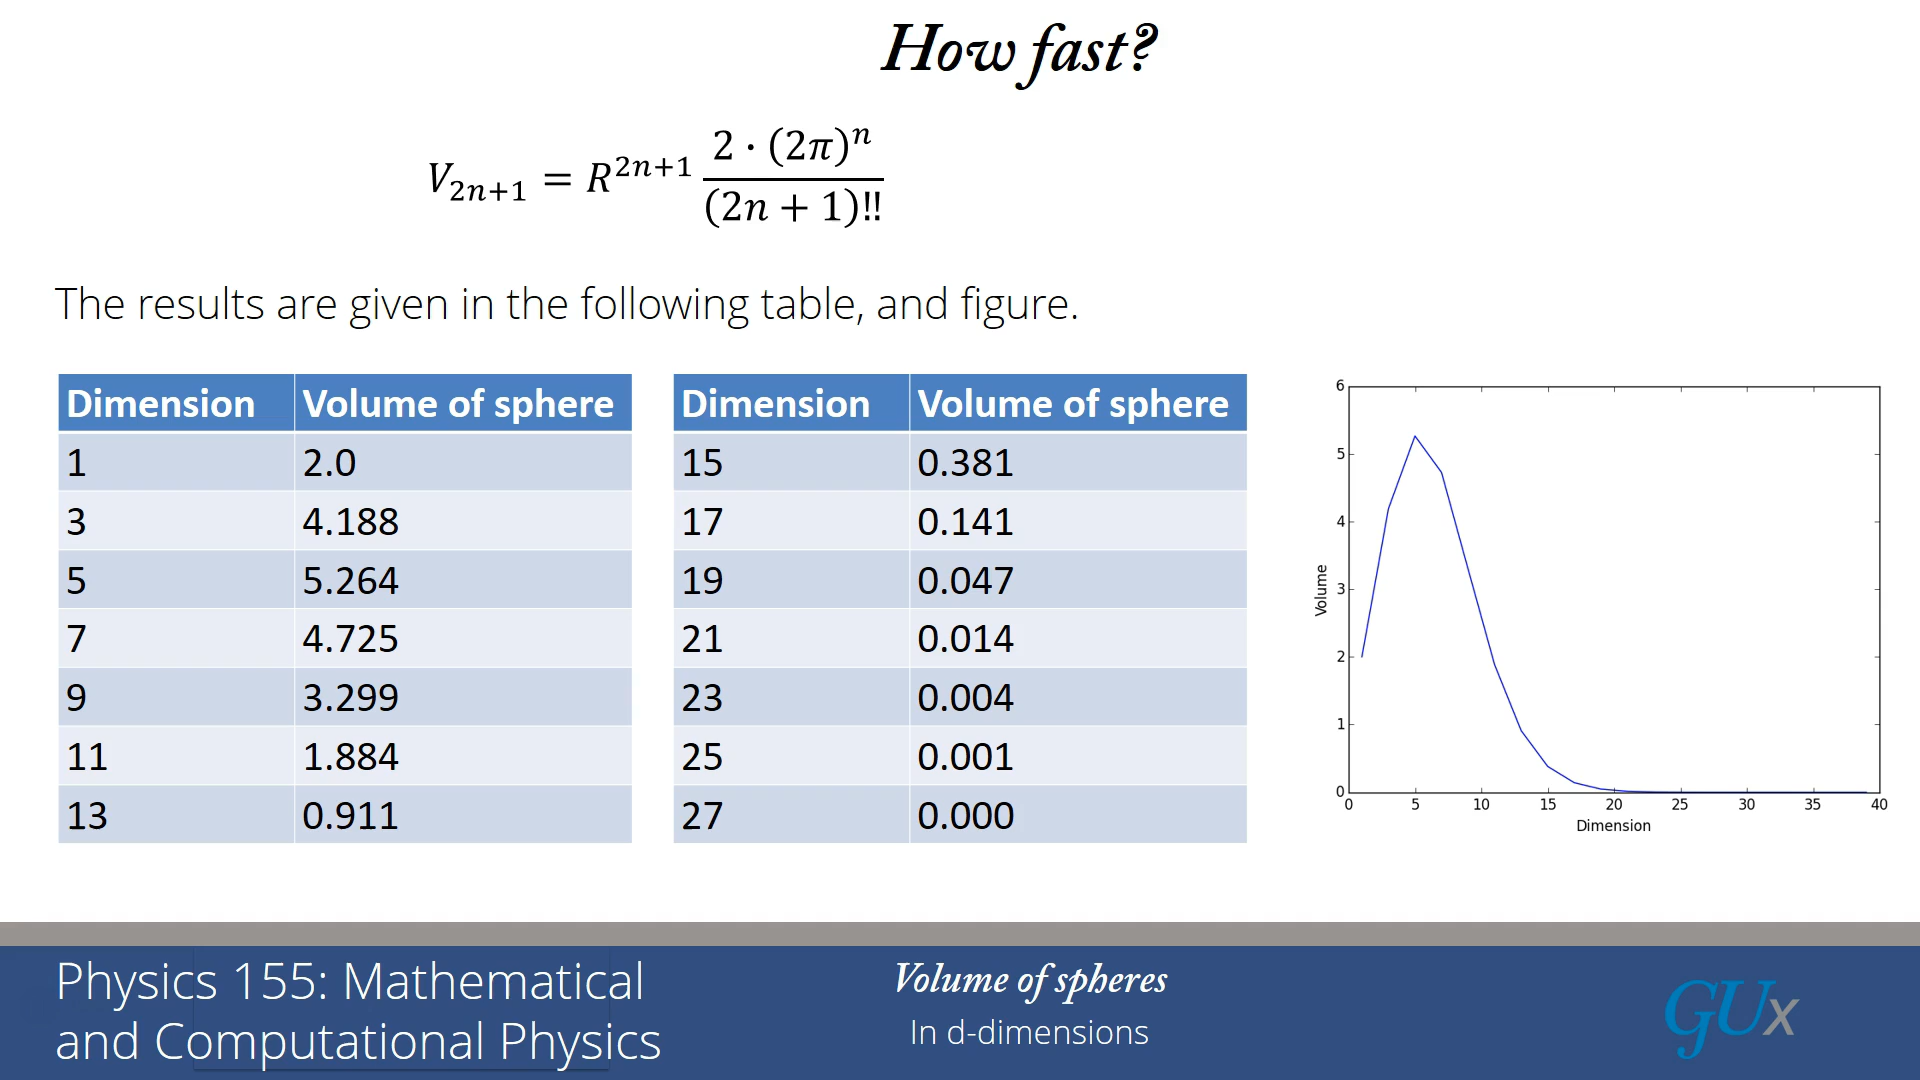 How fast?
V₂ₙ₊₁ = R²ⁿ⁺¹ 2 · (2π)ⁿ / (2n + 1)!!
The results are given in the following table, and figure.
Dimension Volume of sphere
1 2.0
3 4.188
5 5.264
7 4.725
9 3.299
11 1.884
13 0.911
Dimension Volume of sphere
15 0.381
17 0.141
19 0.047
21 0.014
23 0.004
25 0.001
27 0.000
6
5
4
3
2
1
0
Volume
0 5 10 15 20 25 30 35 40
Dimension
Physics 155: Mathematical
and Computational Physics
Volume of spheres
In d-dimensions
GUx